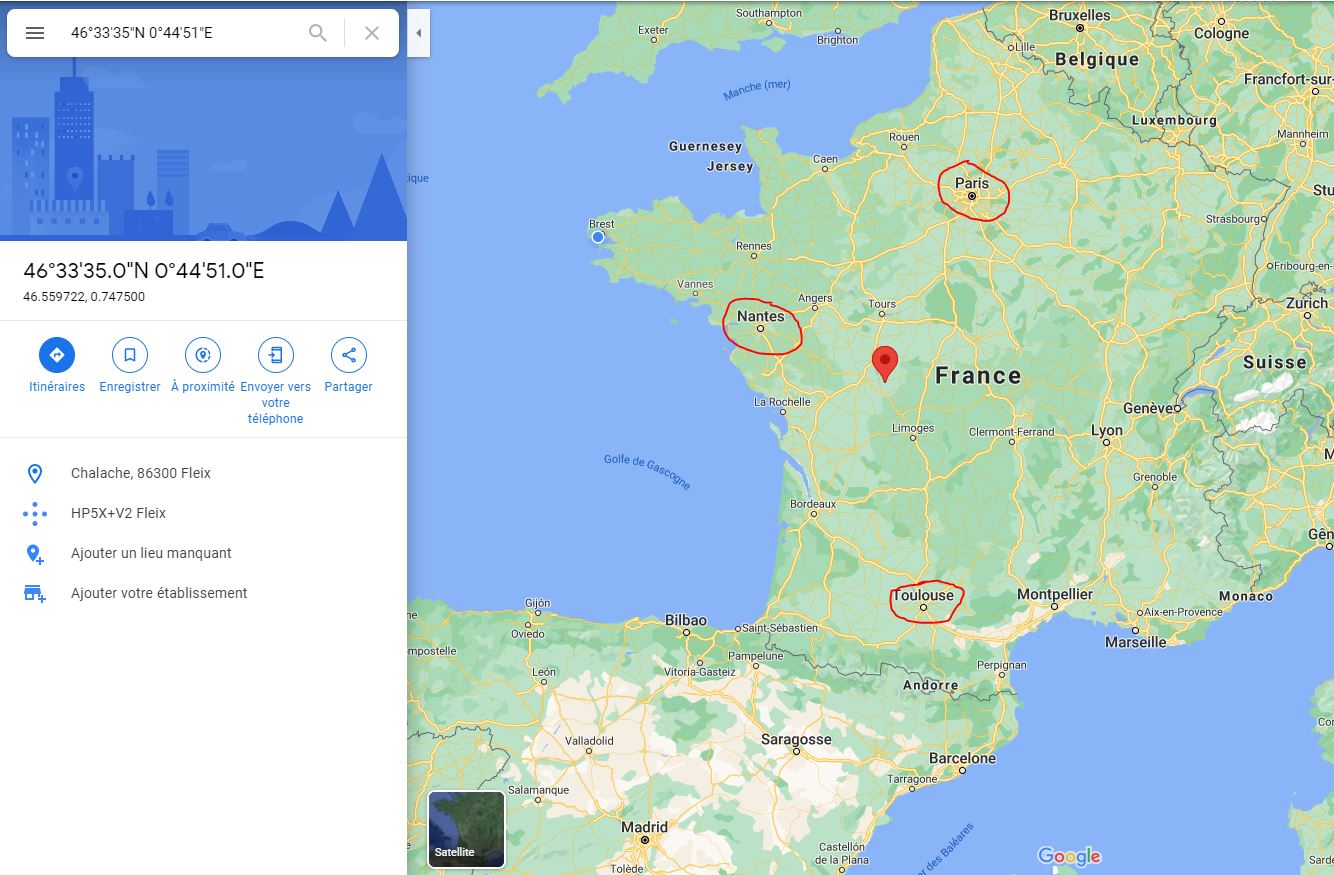 46°33'35"N 0°44'51"E
46°33'35.0"N 0°44'51.0"E
46.559722, 0.747500
Itinéraires
Enregistrer
À proximité
Envoyer vers
votre
téléphone
Partager
Chalache, 86300 Fleix
HP5X+V2 Fleix
Ajouter un lieu manquant
Ajouter votre établissement
Southampton
Exeter
Brighton
Bruxelles
Cologne
Lille
Belgique
Francfort-sur-
Manche (mer)
Luxembourg
Mannheim
Rouen
Guernesey
Jersey
Caen
ique
Paris
Stu
Strasbourg
Brest
Rennes
Fribourg-en-
Vannes
Angers
Tours
Zurich
Nantes
Suisse
France
La Rochelle
Genève
Limoges
Clermont-Ferrand
Lyon
Golfe de Gascogne
Grenoble
M
Bordeaux
Gên
Toulouse
Montpellier
Monaco
Gijón
ne
Aix-en-Provence
Oviedo
Bilbao
Saint-Sébastien
Marseille
mpostelle
Pampelune
León
Vitoria-Gasteiz
Perpignan
Andorre
Cor
Valladolid
Saragosse
Barcelone
Tarragone
Salamanque
Madrid
Satellite
Castellón
de la Plana
er des Baléares
Google
Tolède
Sard